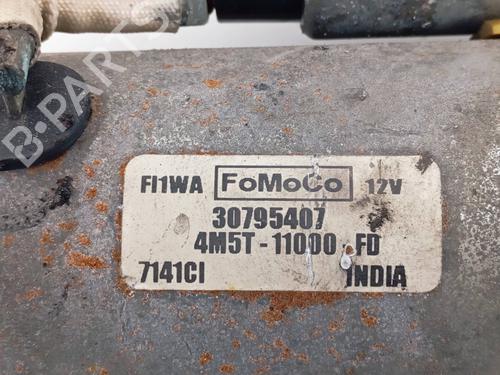 FI1WA FoMoCo 12V
30795407
4M5T-11000 FD
7141CI INDIA
B-PARTS